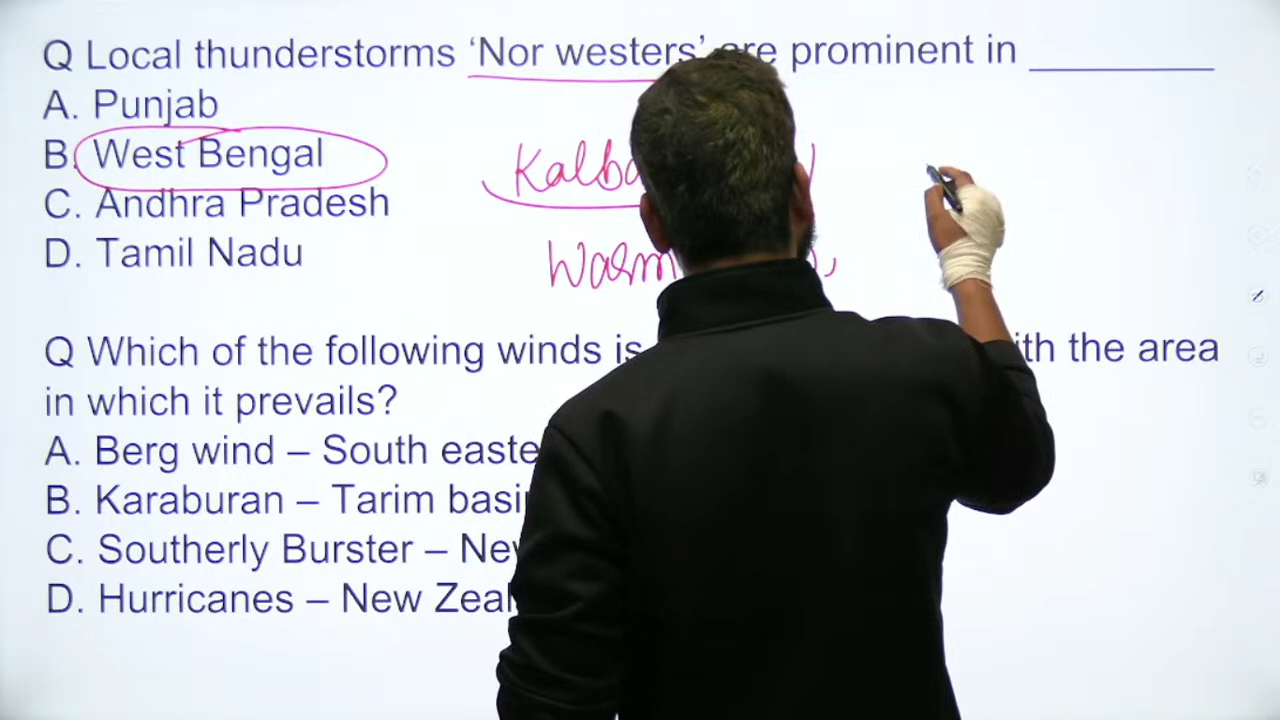 Q Local thunderstorms ‘Nor westers’ are prominent in ________
A. Punjab
B. West Bengal
C. Andhra Pradesh
D. Tamil Nadu
Q Which of the following winds is ith the area
in which it prevails?
A. Berg wind – South easte
B. Karaburan – Tarim basi
C. Southerly Burster – Ne
D. Hurricanes – New Zeal